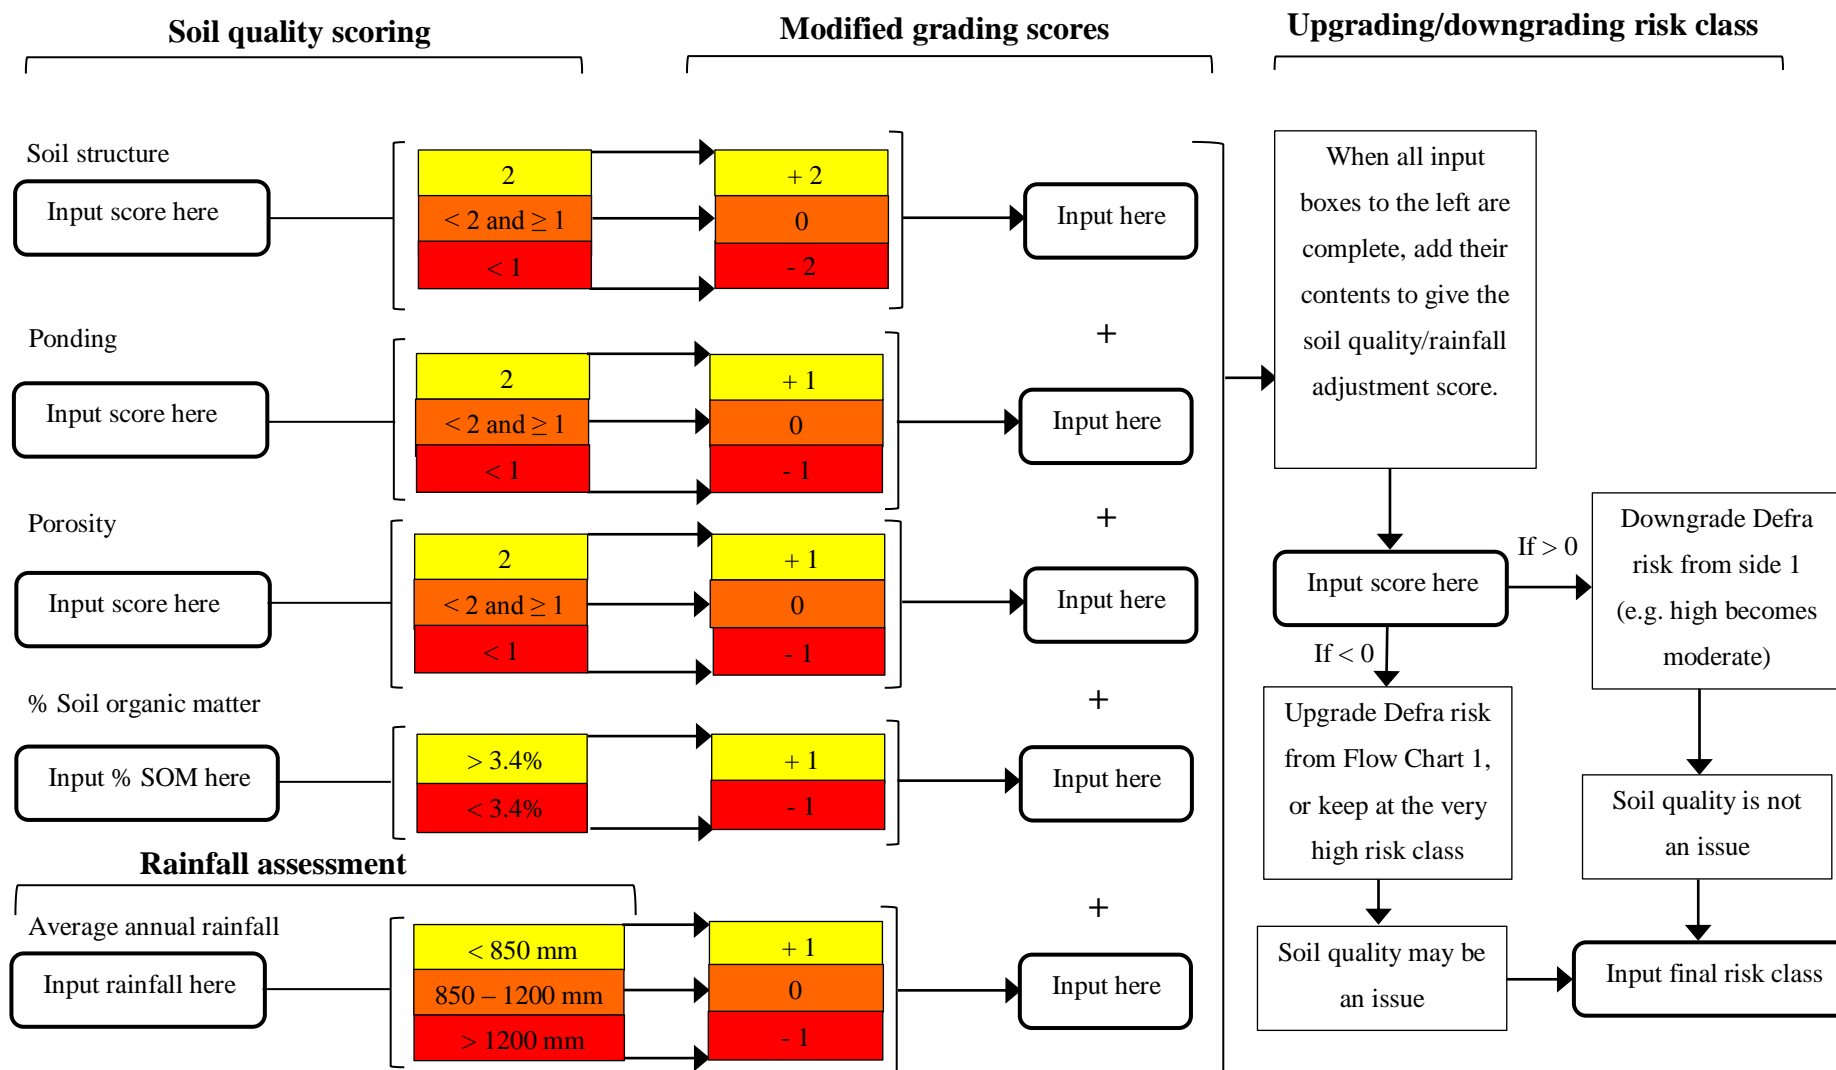 Soil quality scoring
Modified grading scores
Upgrading/downgrading risk class
Soil structure
Input score here
2
< 2 and ≥ 1
< 1
+ 2
0
- 2
Input here
+
Ponding
Input score here
2
< 2 and ≥ 1
< 1
+ 1
0
- 1
Input here
+
Porosity
Input score here
2
< 2 and ≥ 1
< 1
+ 1
0
- 1
Input here
+
% Soil organic matter
Input % SOM here
> 3.4%
< 3.4%
+ 1
- 1
Input here
+
Rainfall assessment
Average annual rainfall
Input rainfall here
< 850 mm
850 – 1200 mm
> 1200 mm
+ 1
0
- 1
Input here
When all input
boxes to the left are
complete, add their
contents to give the
soil quality/rainfall
adjustment score.
Input score here
If > 0
If < 0
Downgrade Defra
risk from side 1
(e.g. high becomes
moderate)
Upgrade Defra risk
from Flow Chart 1,
or keep at the very
high risk class
Soil quality is not
an issue
Soil quality may be
an issue
Input final risk class